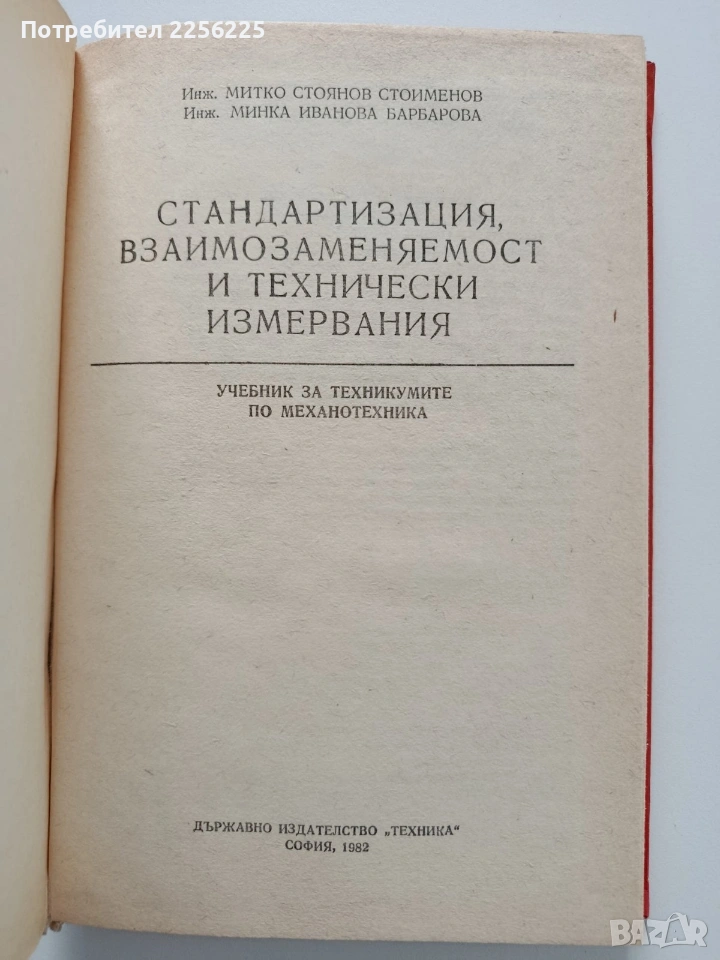 Потребител 2256225
Инж. МИТКО СТОЯНОВ СТОИМЕНОВ
Инж. МИНКА ИВАНОВА БАРБАРОВА
СТАНДАРТИЗАЦИЯ,
ВЗАИМОЗАМЕНЯЕМОСТ
И ТЕХНИЧЕСКИ
ИЗМЕРВАНИЯ
УЧЕБНИК ЗА ТЕХНИКУМИТЕ
ПО МЕХАНОТЕХНИКА
ДЪРЖАВНО ИЗДАТЕЛСТВО „ТЕХНИКА“
СОФИЯ, 1982
BAZAR